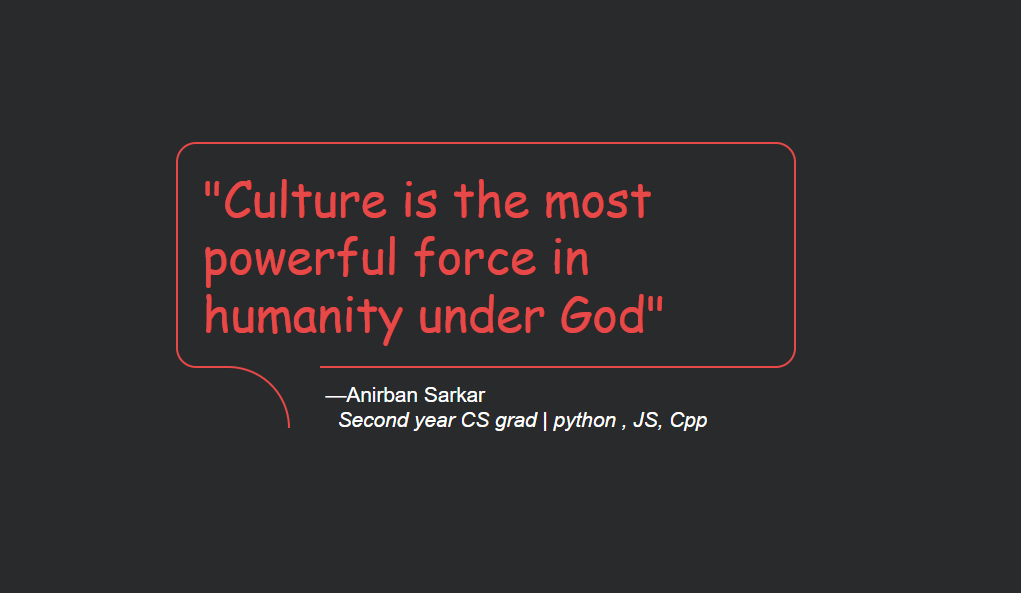 "Culture is the most
powerful force in
humanity under God"
—Anirban Sarkar
Second year CS grad | python , JS, Cpp